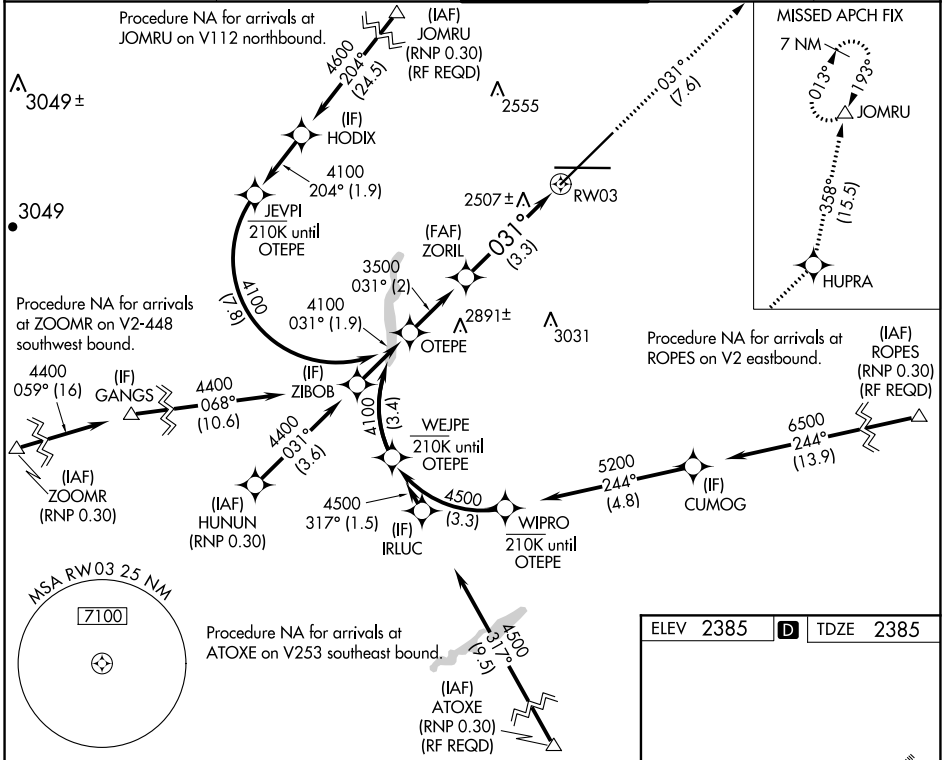 Procedure NA for arrivals at
JOMRU on V112 northbound.
(IAF)
JOMRU
(RNP 0.30)
(RF REQD)
4600
204°
(24.5)
(IF)
HODIX
4100
204° (1.9)
JEVPI
210K until
OTEPE
4100
(7.8)
3049 ±
3049
2555
031°
(7.6)
MISSED APCH FIX
7 NM
013°
193°
JOMRU
358°
(15.5)
HUPRA
2507 ±
RW03
(FAF)
ZORIL
031°
(3.3)
3500
031° (2)
4100
031° (1.9)
OTEPE
2891 ±
3031
Procedure NA for arrivals
at ZOOMR on V2-448
southwest bound.
4400
059° (16)
(IF)
GANGS
4400
068°
(10.6)
(IAF)
ZOOMR
(RNP 0.30)
(IF)
ZIBOB
4400
031°
(3.6)
(IAF)
HUNUN
(RNP 0.30)
4100
(3.4)
WEJPE
210K until
OTEPE
4500
317° (1.5)
(IF)
IRLUC
4500
(3.3)
WIPRO
210K until
OTEPE
5200
244°
(4.8)
(IF)
CUMOG
Procedure NA for arrivals at
ROPES on V2 eastbound.
(IAF)
ROPES
(RNP 0.30)
(RF REQD)
6500
244°
(13.9)
MSA RW03 25 NM
7100
Procedure NA for arrivals at
ATOXE on V253 southeast bound.
4500
317°
(9.5)
(IAF)
ATOXE
(RNP 0.30)
(RF REQD)
ELEV 2385 D TDZE 2385